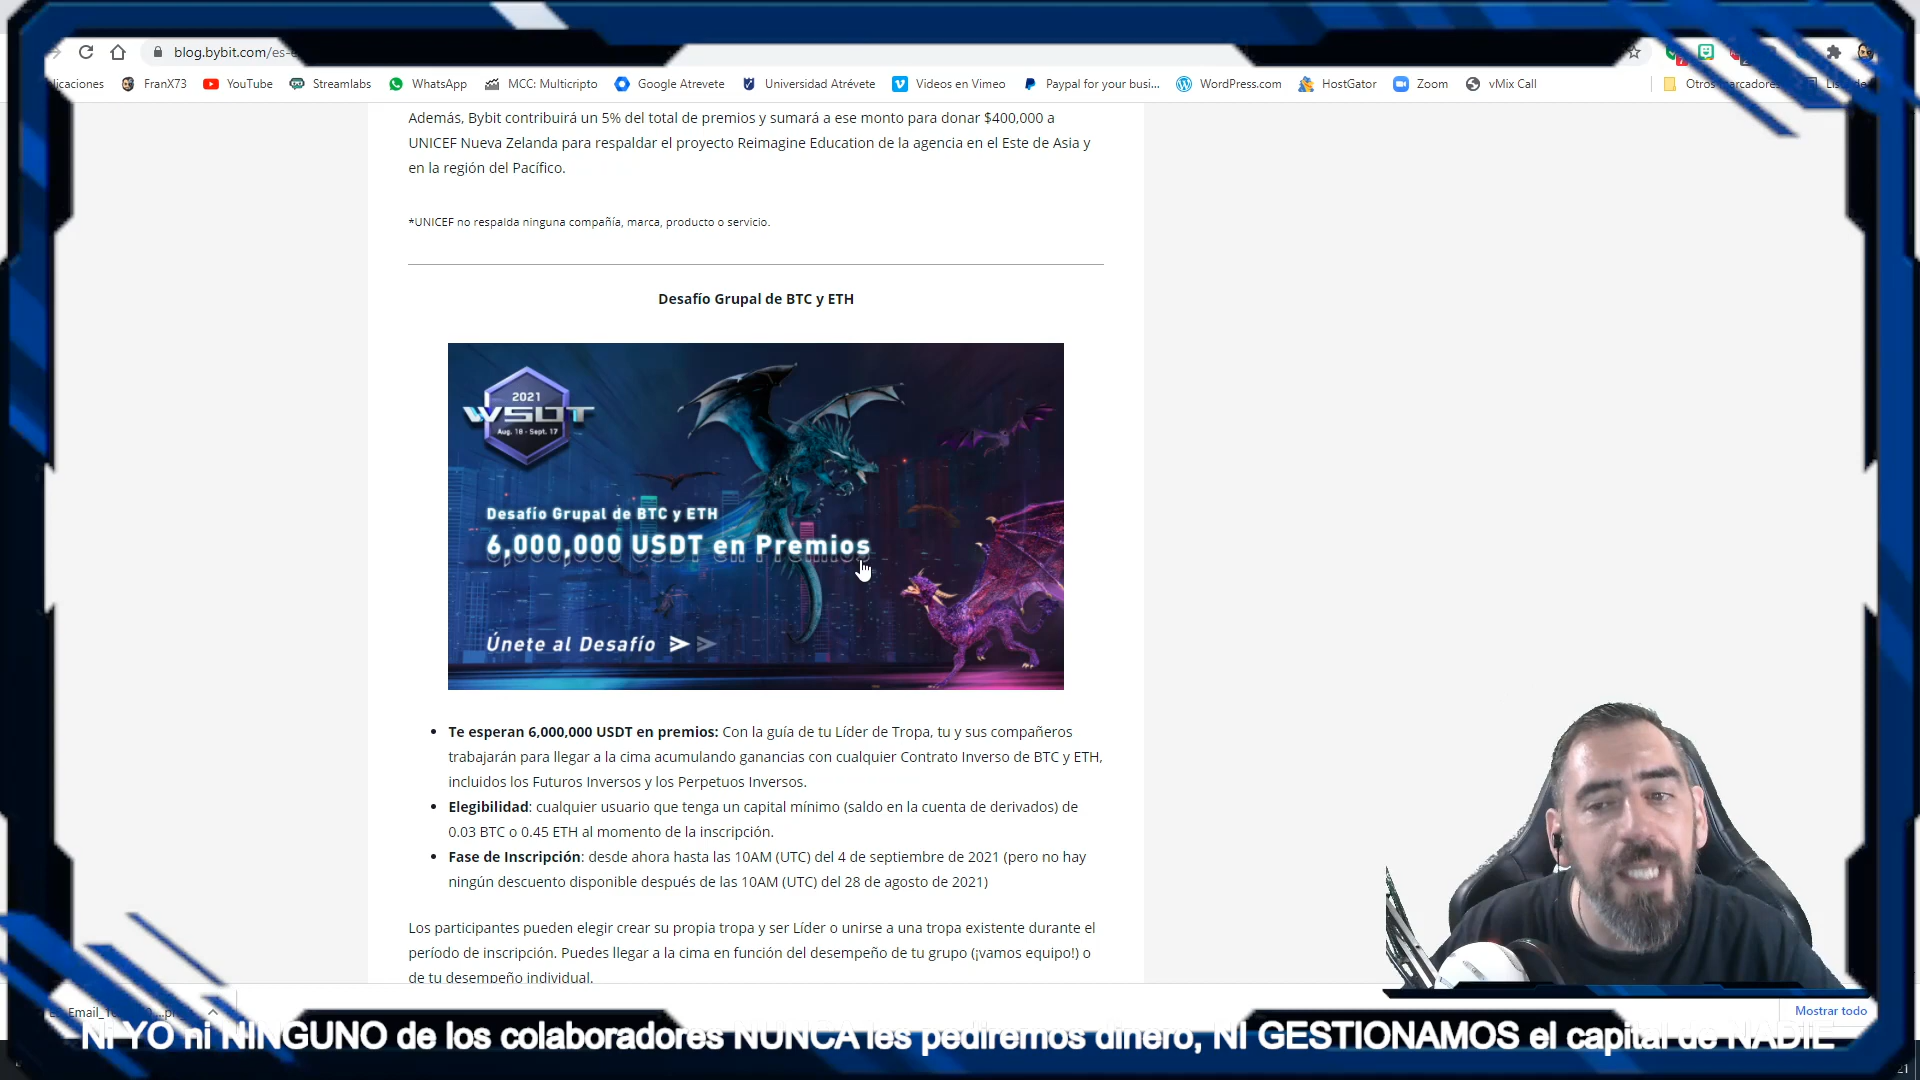 blog.bybit.com/es-
licaciones FranX73 YouTube Streamlabs WhatsApp MCC: Multicripto Google Atrevete Universidad Atrévete Videos en Vimeo Paypal for your busi... WordPress.com HostGator Zoom vMix Call Otros marcadores
Además, Bybit contribuirá un 5% del total de premios y sumará a ese monto para donar $400,000 a
UNICEF Nueva Zelanda para respaldar el proyecto Reimagine Education de la agencia en el Este de Asia y
en la región del Pacífico.
*UNICEF no respalda ninguna compañía, marca, producto o servicio.
Desafío Grupal de BTC y ETH
2021
WSOT
Aug. 18 - Sept. 17
Desafío Grupal de BTC y ETH
6,000,000 USDT en Premios
Únete al Desafío
Te esperan 6,000,000 USDT en premios: Con la guía de tu Líder de Tropa, tu y sus compañeros
trabajarán para llegar a la cima acumulando ganancias con cualquier Contrato Inverso de BTC y ETH,
incluidos los Futuros Inversos y los Perpetuos Inversos.
Elegibilidad: cualquier usuario que tenga un capital mínimo (saldo en la cuenta de derivados) de
0.03 BTC o 0.45 ETH al momento de la inscripción.
Fase de Inscripción: desde ahora hasta las 10AM (UTC) del 4 de septiembre de 2021 (pero no hay
ningún descuento disponible después de las 10AM (UTC) del 28 de agosto de 2021)
Los participantes pueden elegir crear su propia tropa y ser Líder o unirse a una tropa existente durante el
período de inscripción. Puedes llegar a la cima en función del desempeño de tu grupo (¡vamos equipo!) o
de tu desempeño individual.
Mostrar todo
Ni YO ni NINGUNO de los colaboradores NUNCA les pediremos dinero, NI GESTIONAMOS el capital de NADIE